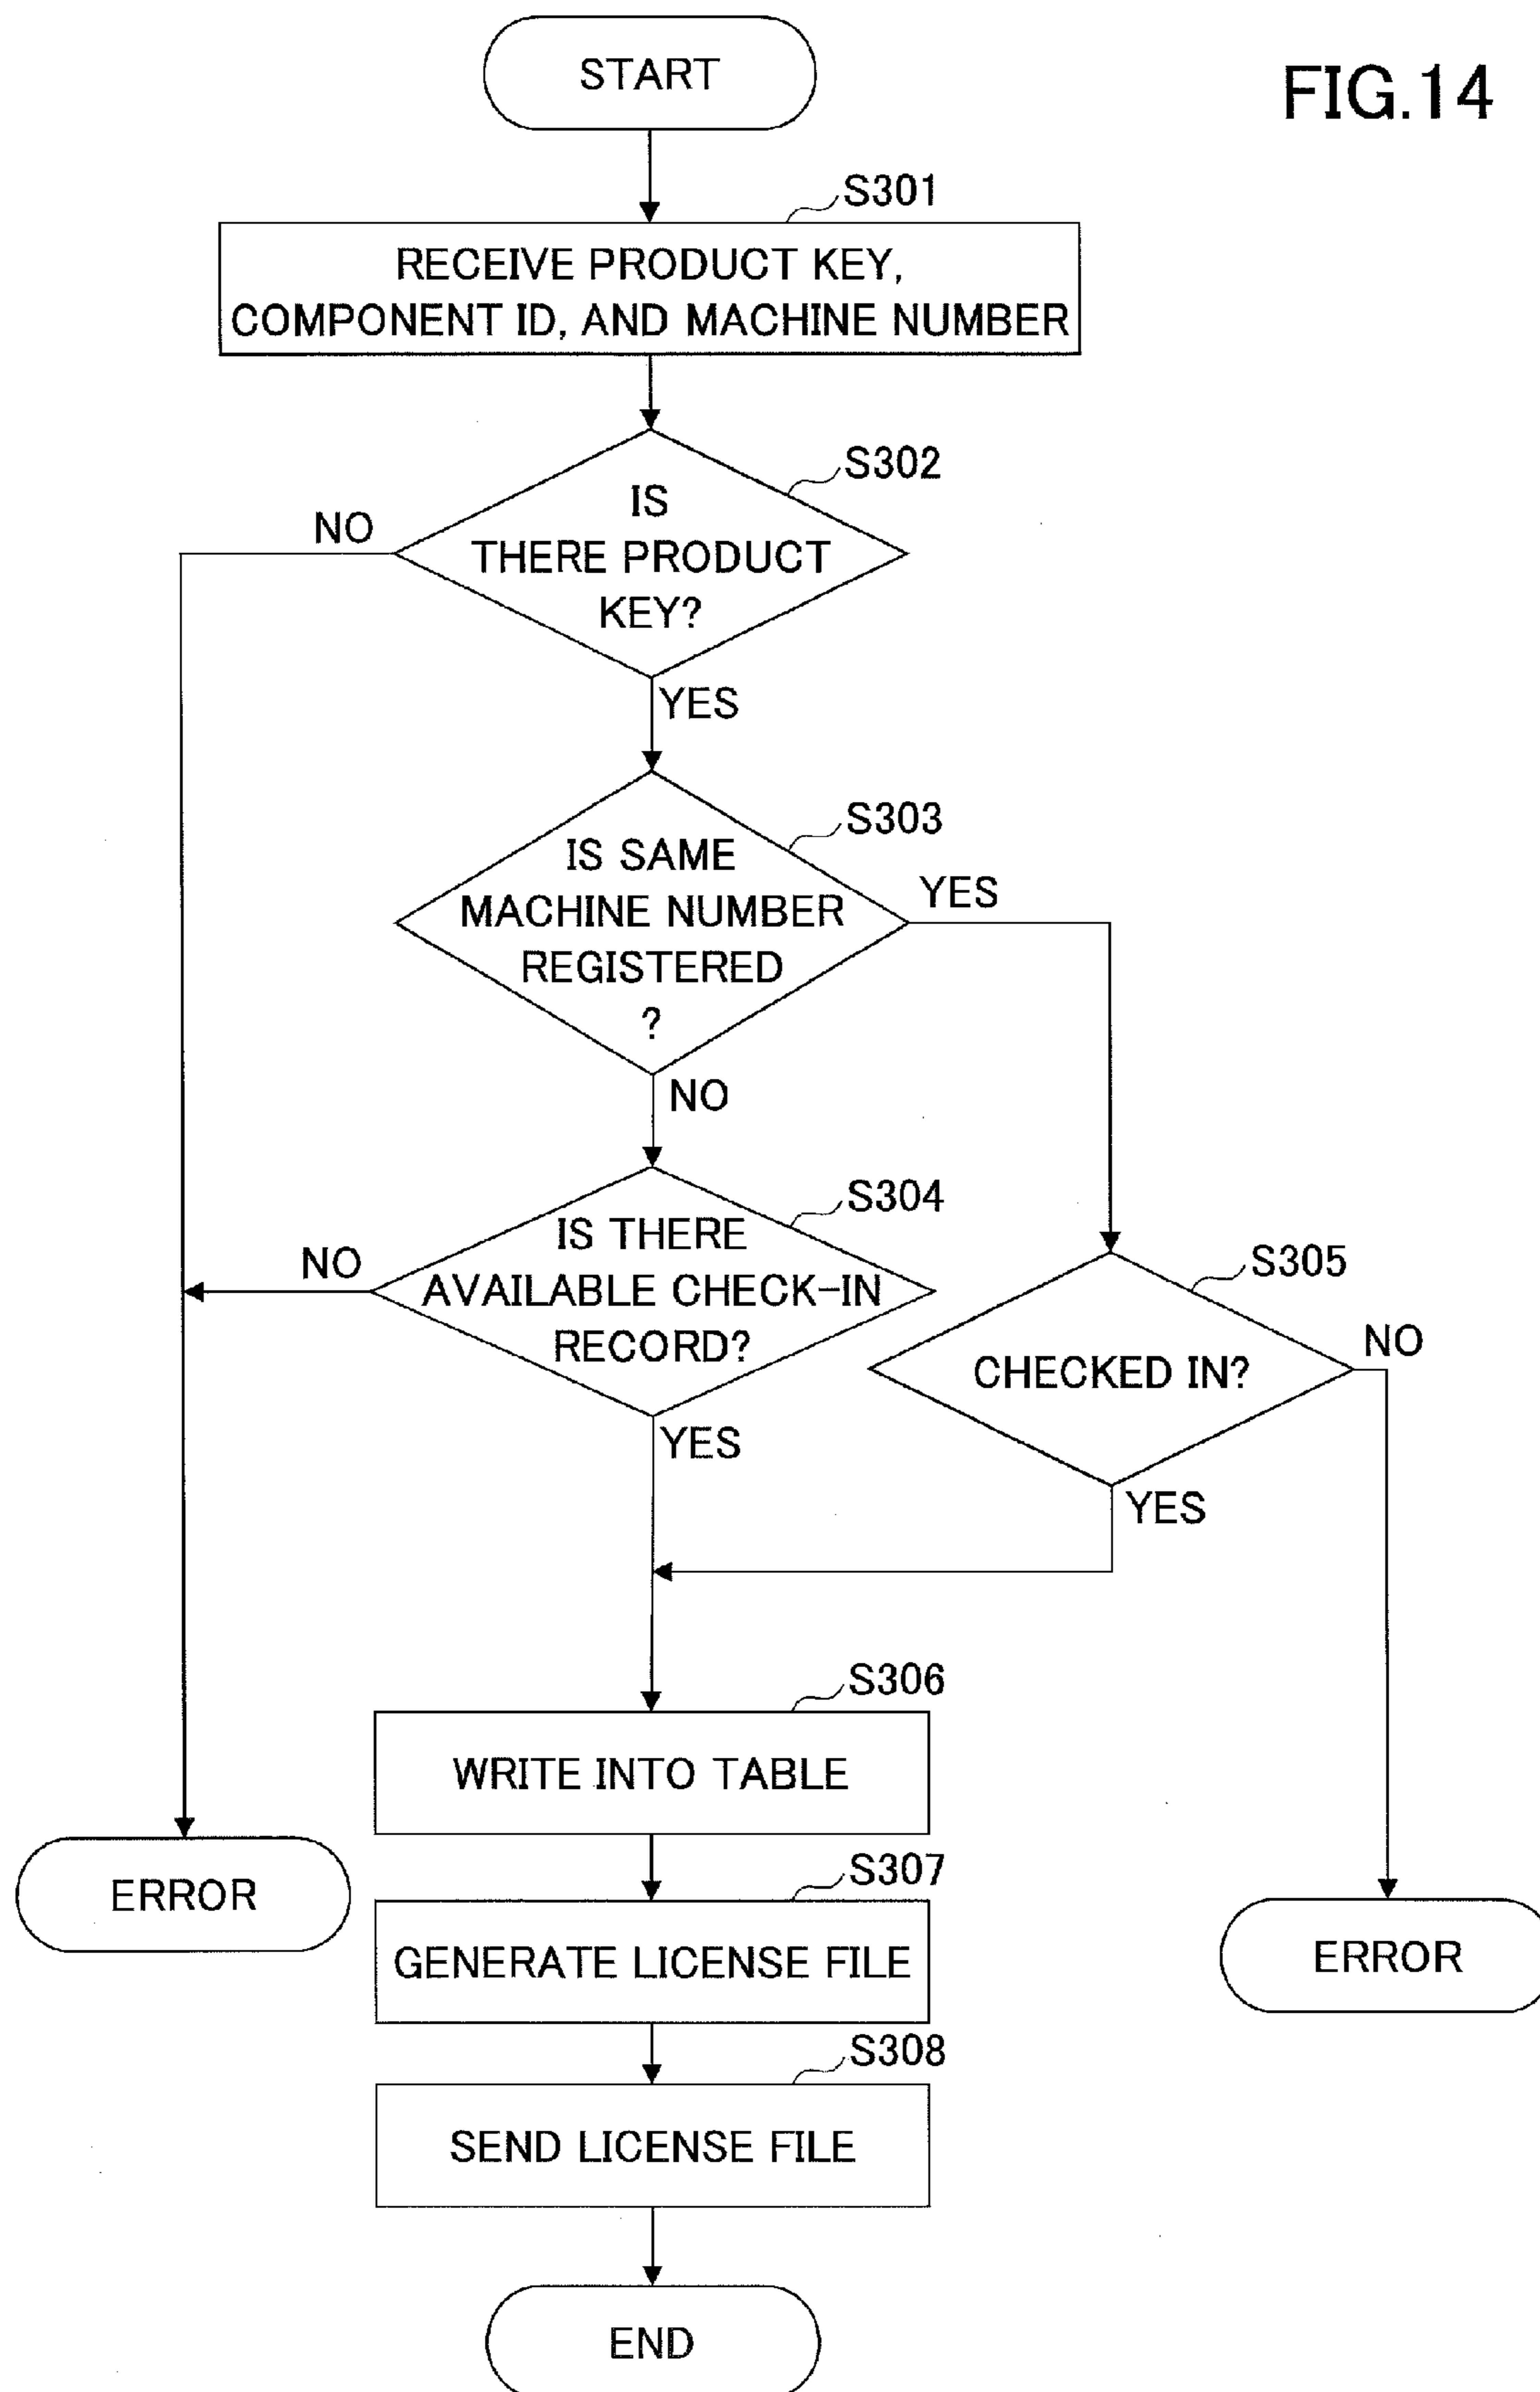 START
FIG.14
S301
RECEIVE PRODUCT KEY,
COMPONENT ID, AND MACHINE NUMBER
S302
IS
THERE PRODUCT
KEY?
NO
YES
S303
IS SAME
MACHINE NUMBER
REGISTERED
?
YES
NO
S304
IS THERE
AVAILABLE CHECK-IN
RECORD?
NO
YES
S305
CHECKED IN?
NO
YES
S306
WRITE INTO TABLE
S307
GENERATE LICENSE FILE
S308
SEND LICENSE FILE
ERROR
ERROR
END